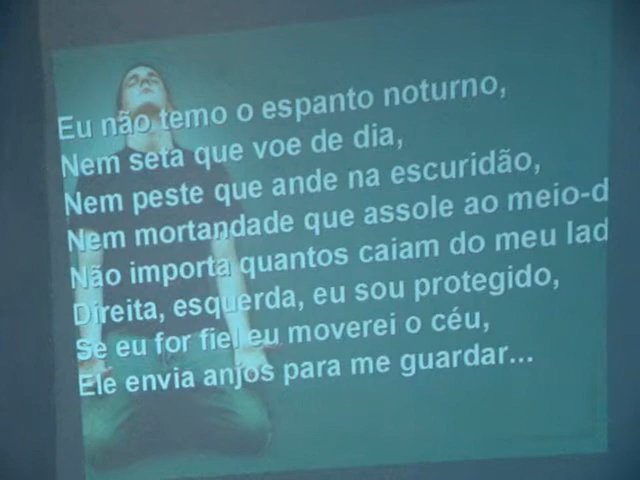 Eu não temo o espanto noturno,
Nem seta que voe de dia,
Nem peste que ande na escuridão,
Nem mortandade que assole ao meio-d
Não importa quantos caiam do meu lad
Direita, esquerda, eu sou protegido,
Se eu for fiel eu moverei o céu,
Ele envia anjos para me guardar...